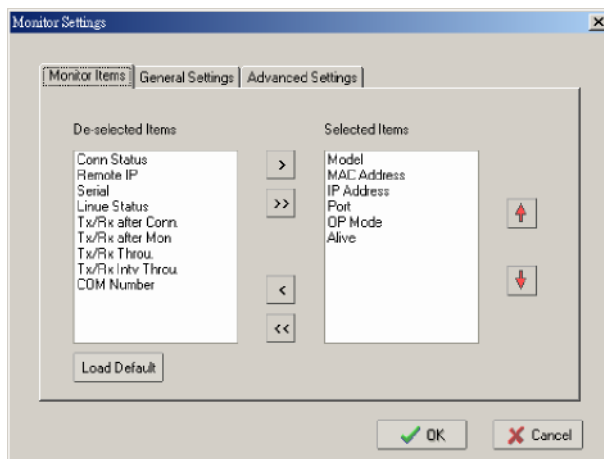 Monitor Settings
Monitor Items General Settings Advanced Settings
De-selected Items
Conn Status
Remote IP
Serial
Linue Status
Tx/Rx after Conn.
Tx/Rx after Mon
Tx/Rx Throu.
Tx/Rx Intv Throu.
COM Number
>
>>
<
<<
Selected Items
Model
MAC Address
IP Address
Port
OP Mode
Alive
Load Default
OK Cancel